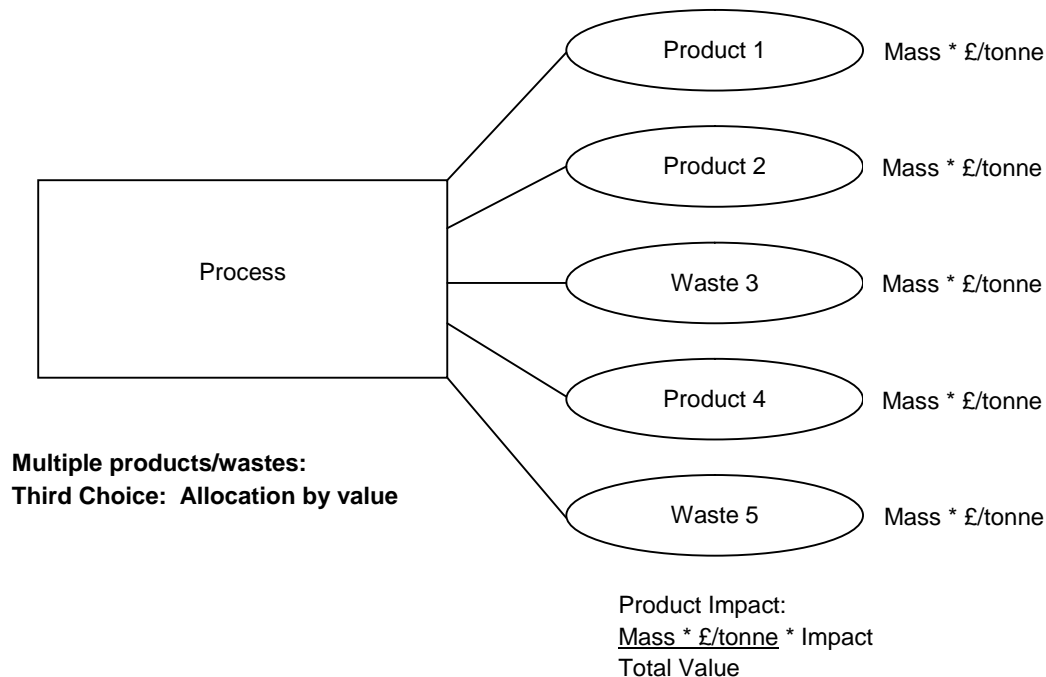 Product 1 Mass * £/tonne
Product 2 Mass * £/tonne
Process
Waste 3 Mass * £/tonne
Product 4 Mass * £/tonne
Multiple products/wastes:
Third Choice: Allocation by value
Waste 5 Mass * £/tonne
Product Impact:
Mass * £/tonne * Impact
Total Value